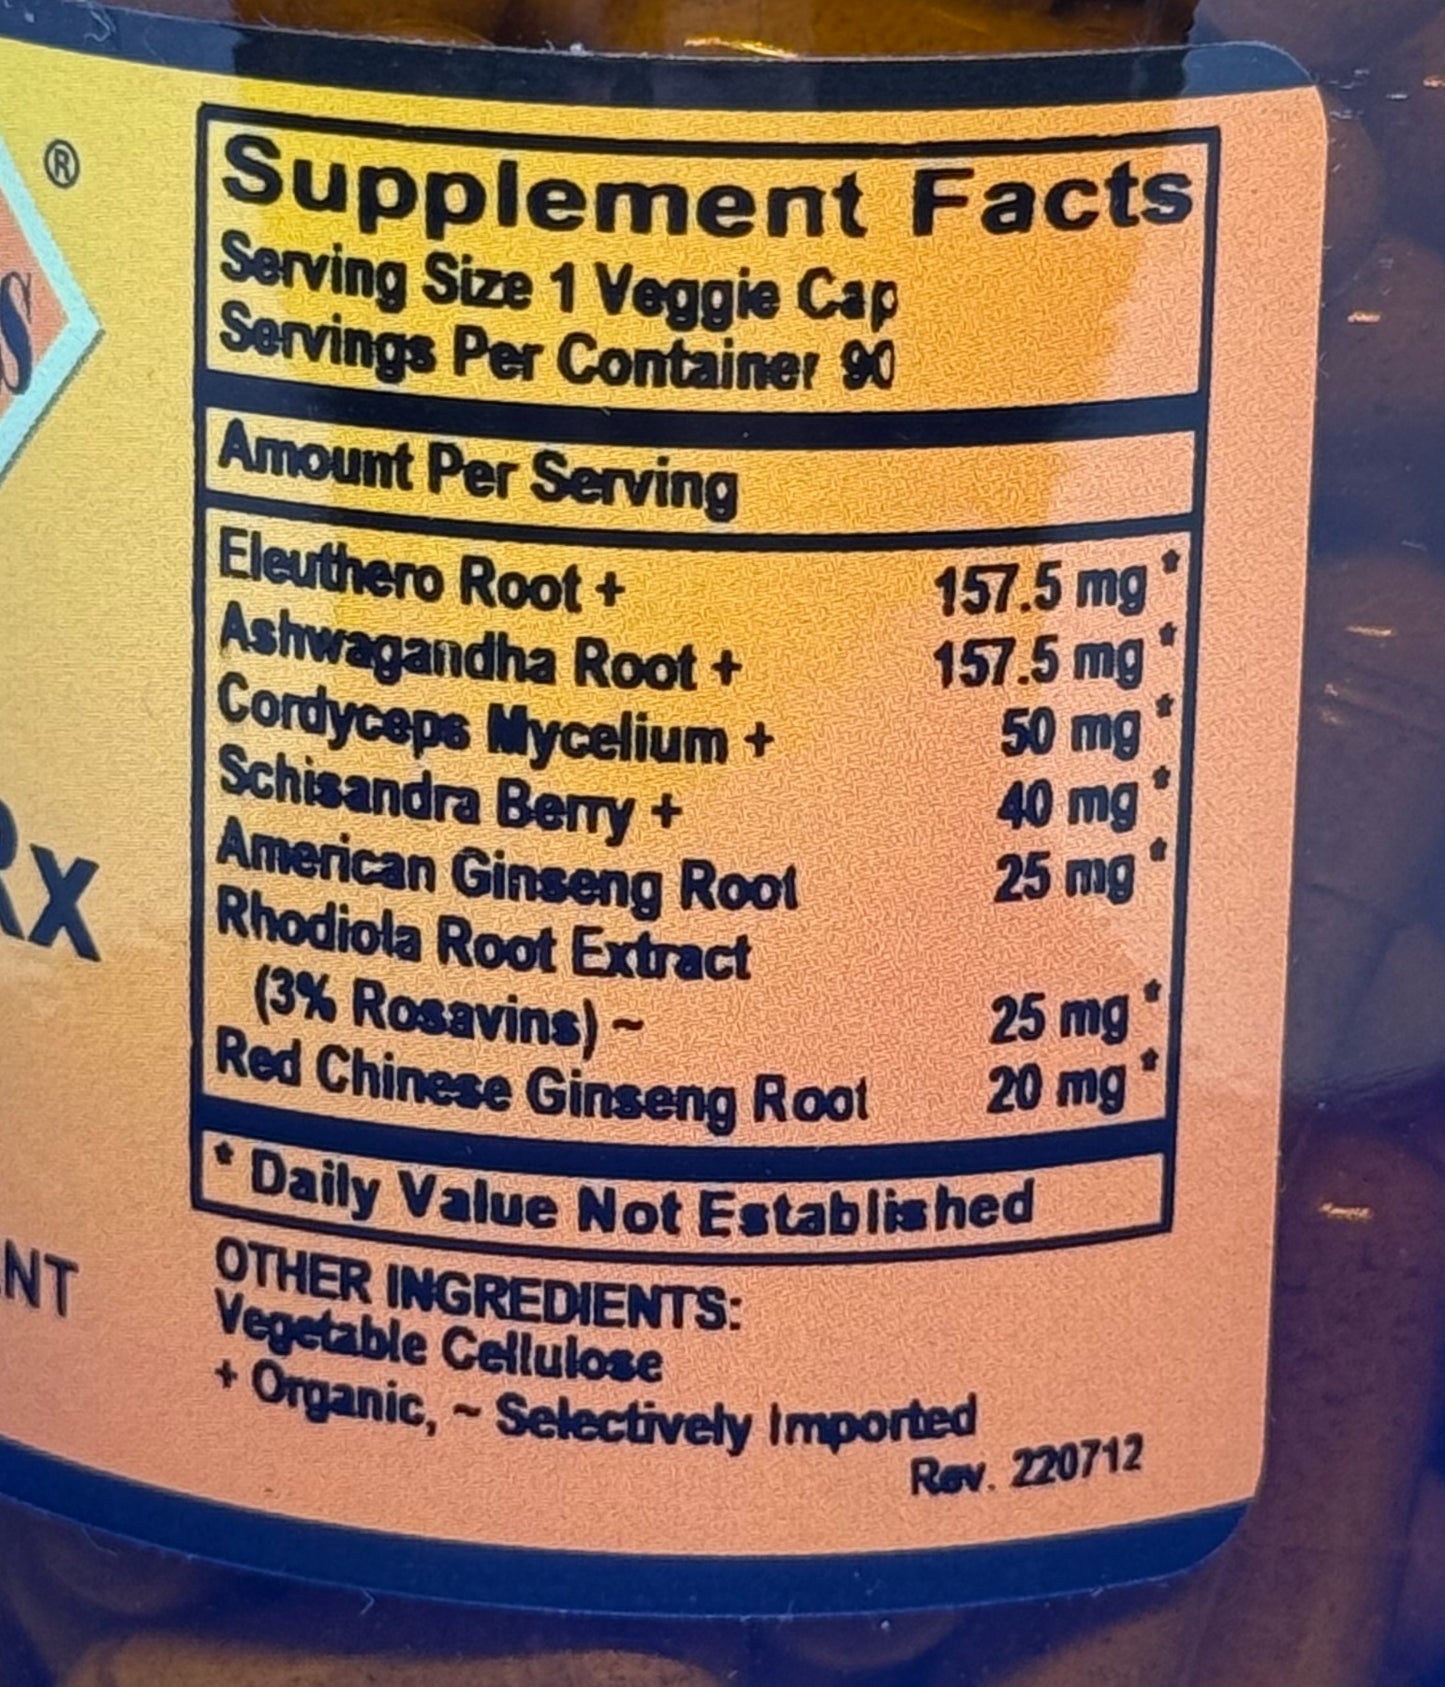 ®
S
Rx
NT
Supplement Facts
Serving Size 1 Veggie Cap
Servings Per Container 90
Amount Per Serving
Eleuthero Root + 157.5 mg *
Ashwagandha Root + 157.5 mg *
Cordyceps Mycelium + 50 mg *
Schisandra Berry + 40 mg *
American Ginseng Root 25 mg *
Rhodiola Root Extract
(3% Rosavins) ~ 25 mg *
Red Chinese Ginseng Root 20 mg *
* Daily Value Not Established
OTHER INGREDIENTS:
Vegetable Cellulose
+ Organic, ~ Selectively Imported
Rev. 220712